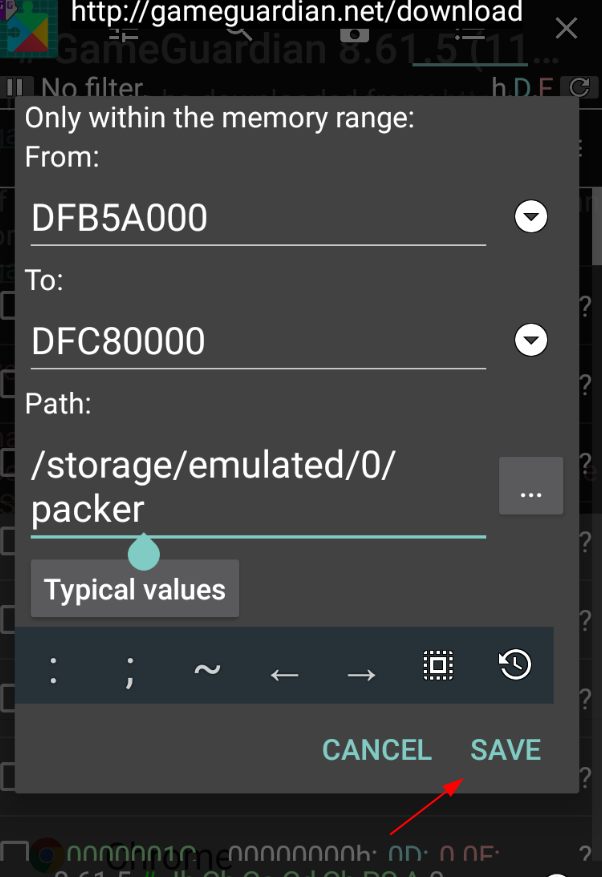 http://gameguardian.net/download
GameGuardian 8.61.5 (11...
No filter
Only within the memory range:
From:
DFB5A000
To:
DFC80000
Path:
/storage/emulated/0/
packer
...
Typical values
: ; ~ ← →
CANCEL SAVE
Chrome